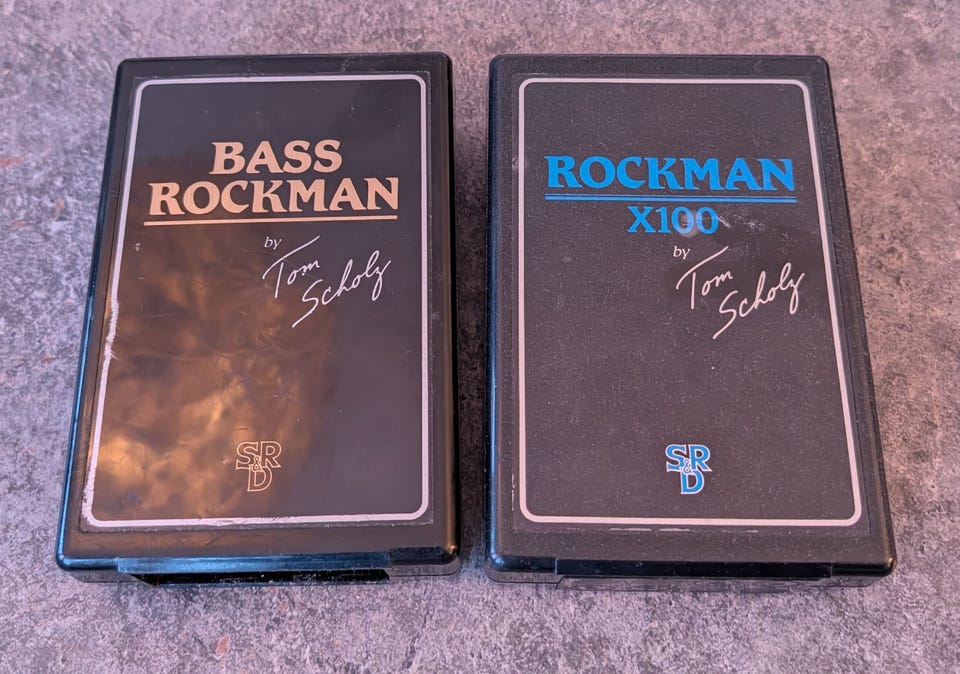 BASS
ROCKMAN
by
Tom
Scholz
SR
&
D
ROCKMAN
X100
by
Tom
Scholz
SR
&
D